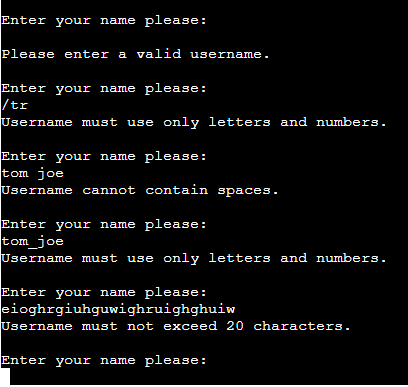 Enter your name please:
Please enter a valid username.
Enter your name please:
/tr
Username must use only letters and numbers.
Enter your name please:
tom joe
Username cannot contain spaces.
Enter your name please:
tom_joe
Username must use only letters and numbers.
Enter your name please:
eioghrgiuhguwighruighghuiw
Username must not exceed 20 characters.
Enter your name please: